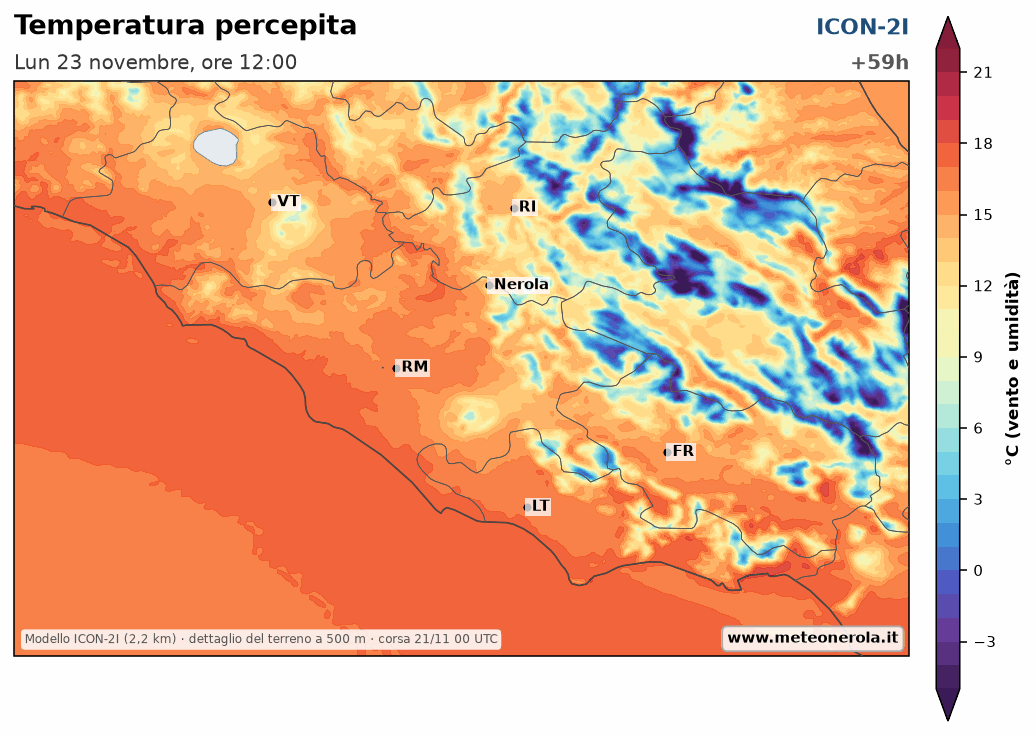 Temperatura percepita
ICON-2I
Lun 23 novembre, ore 12:00
+59h
VT
RI
Nerola
RM
FR
LT
Modello ICON-2I (2,2 km) · dettaglio del terreno a 500 m · corsa 21/11 00 UTC
www.meteonerola.it
21
18
15
12
9
6
3
0
−3
°C (vento e umidità)